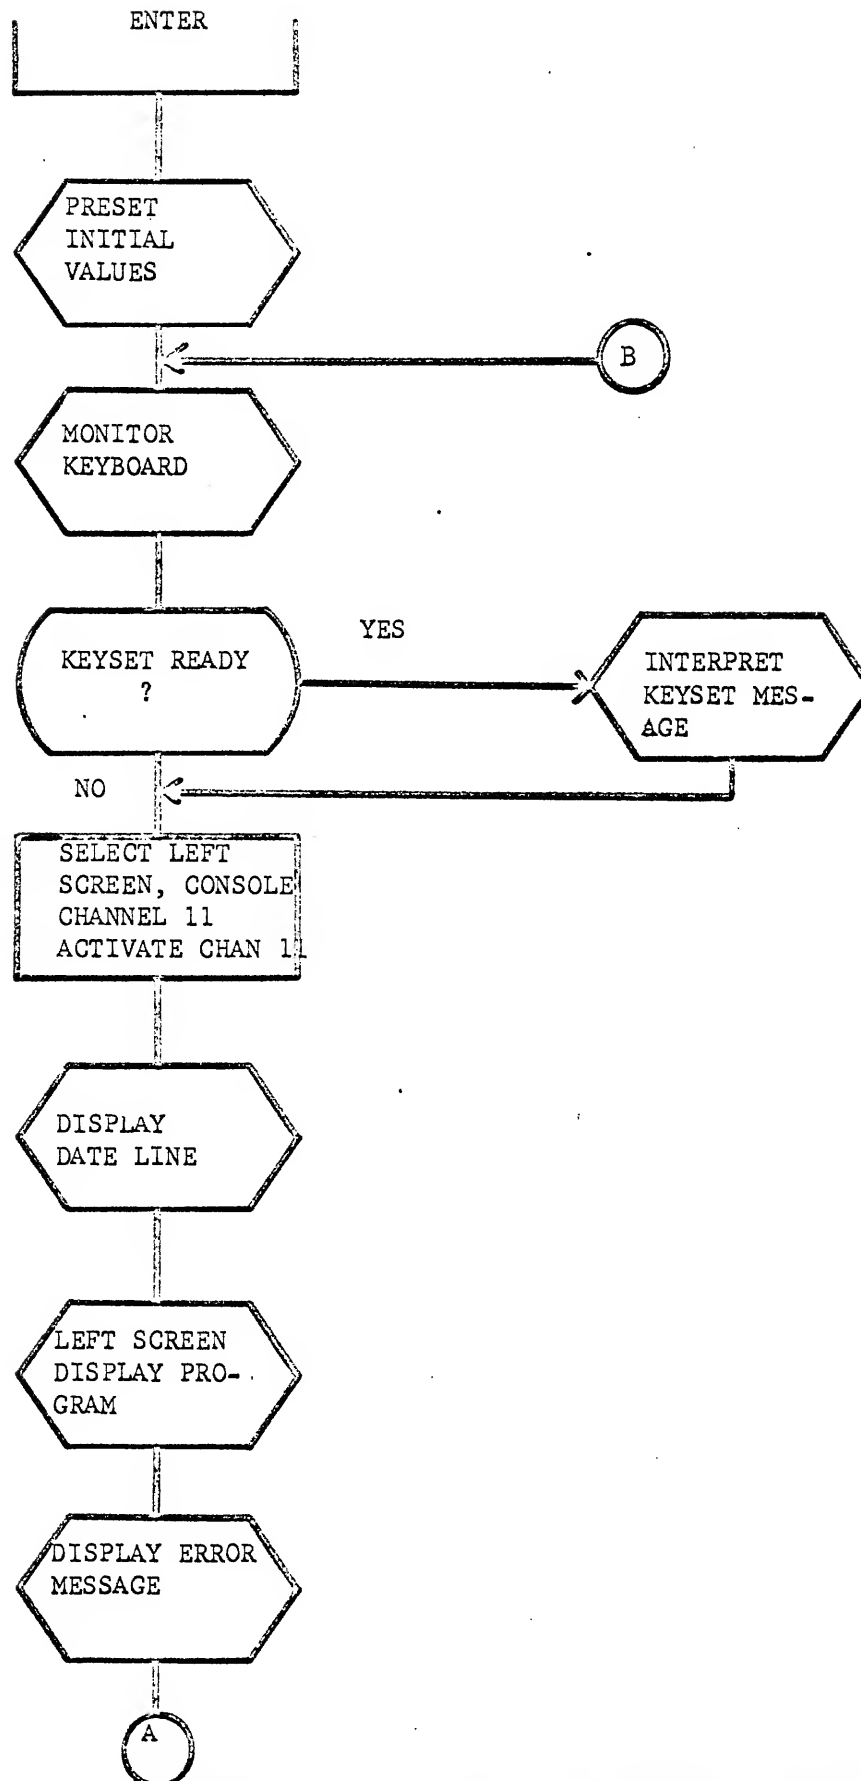 ENTER
PRESET
INITIAL
VALUES
B
MONITOR
KEYBOARD
YES
KEYSET READY
?
INTERPRET
KEYSET MES-
AGE
NO
SELECT LEFT
SCREEN, CONSOLE
CHANNEL 11
ACTIVATE CHAN 11
DISPLAY
DATE LINE
LEFT SCREEN
DISPLAY PRO-
GRAM
DISPLAY ERROR
MESSAGE
A